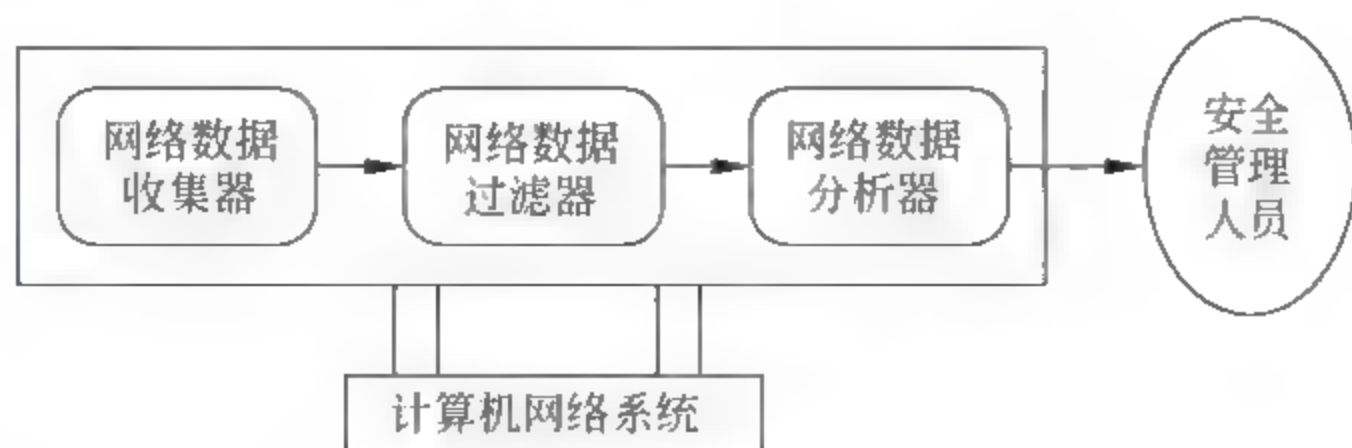 网络数据
收集器
网络数据
过滤器
网络数据
分析器
安全
管理
人员
计算机网络系统